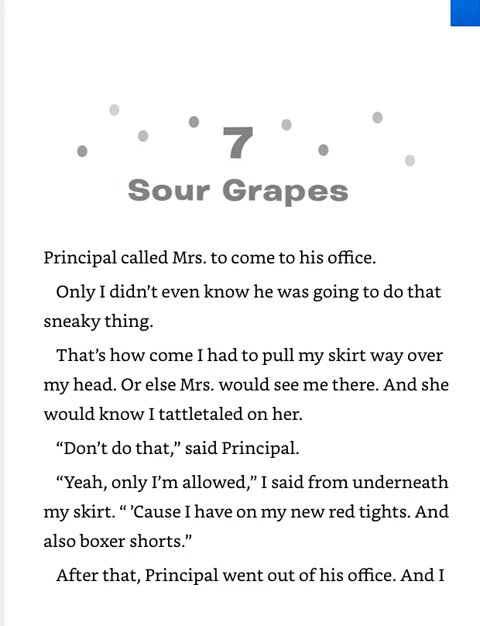 7
Sour Grapes
Principal called Mrs. to come to his office.
Only I didn’t even know he was going to do that
sneaky thing.
That’s how come I had to pull my skirt way over
my head. Or else Mrs. would see me there. And she
would know I tattletaled on her.
“Don’t do that,” said Principal.
“Yeah, only I’m allowed,” I said from underneath
my skirt. “ ’Cause I have on my new red tights. And
also boxer shorts.”
After that, Principal went out of his office. And I